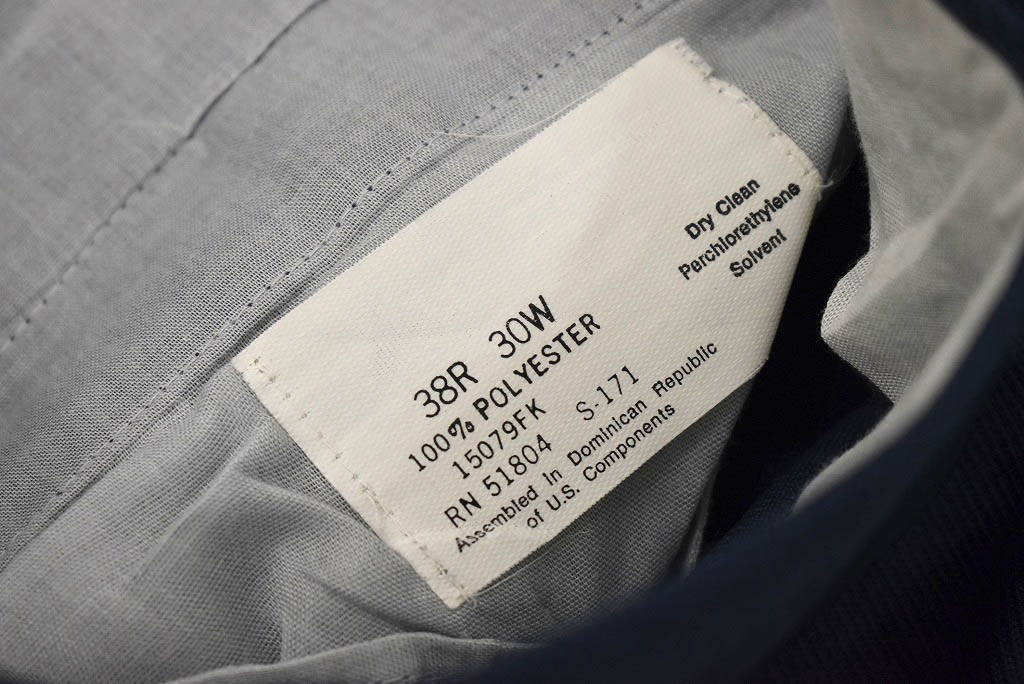 Dry Clean
Perchlorethylene
Solvent
38R 30W
100% POLYESTER
15079FK
RN 51804 S-171
Assembled In Dominican Republic
of U.S. Components